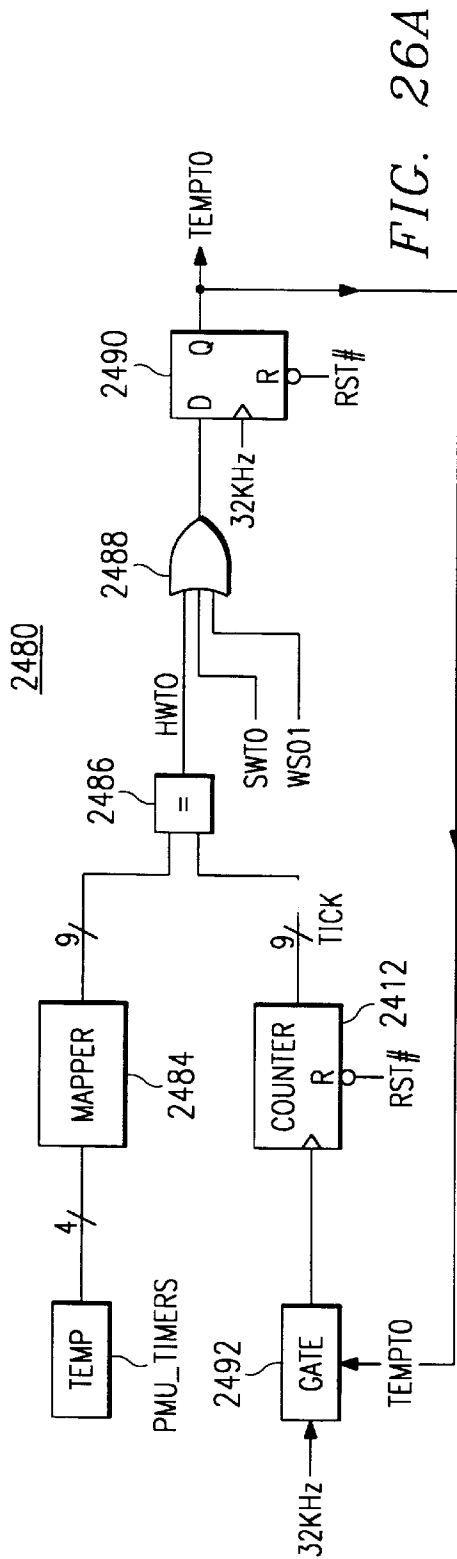 2480
TEMP
PMU_TIMERS
4
MAPPER
2484
9
2486
=
HWTO
SWTO
WS01
2488
2490
D
Q
R
32KHz
RST#
TEMPTO
32KHz
2492
GATE
TEMPTO
COUNTER
R
2412
RST#
9
TICK
FIG. 26A